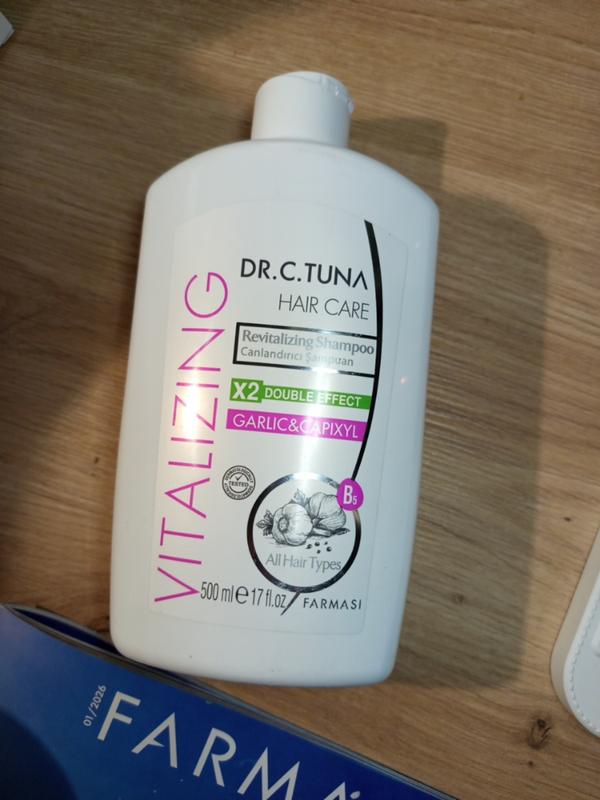 DR.C.TUNA
HAIR CARE
Revitalizing Shampoo
Canlandırıcı Şampuan
X2 DOUBLE EFFECT
GARLIC&CAPIXYL
VITALIZING
TESTED
B5
All Hair Types
500 ml e 17 fl.oz
FARMASI
01/2026